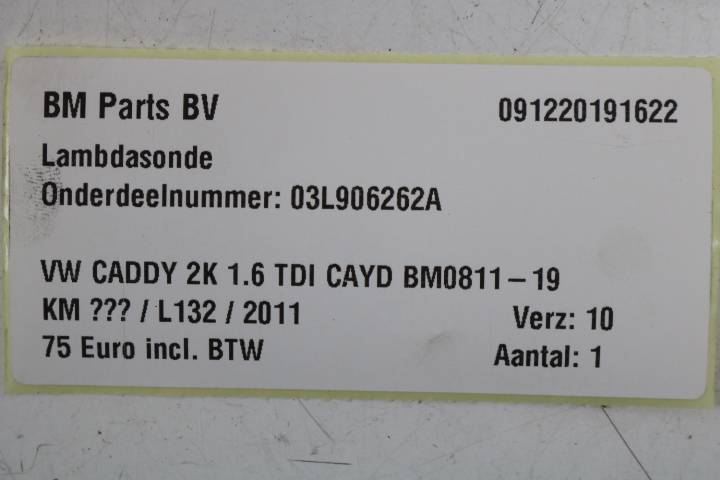 BM Parts BV 091220191622
Lambdasonde
Onderdeelnummer: 03L906262A
VW CADDY 2K 1.6 TDI CAYD BM0811-19
KM ??? / L132 / 2011 Verz: 10
75 Euro incl. BTW Aantal: 1